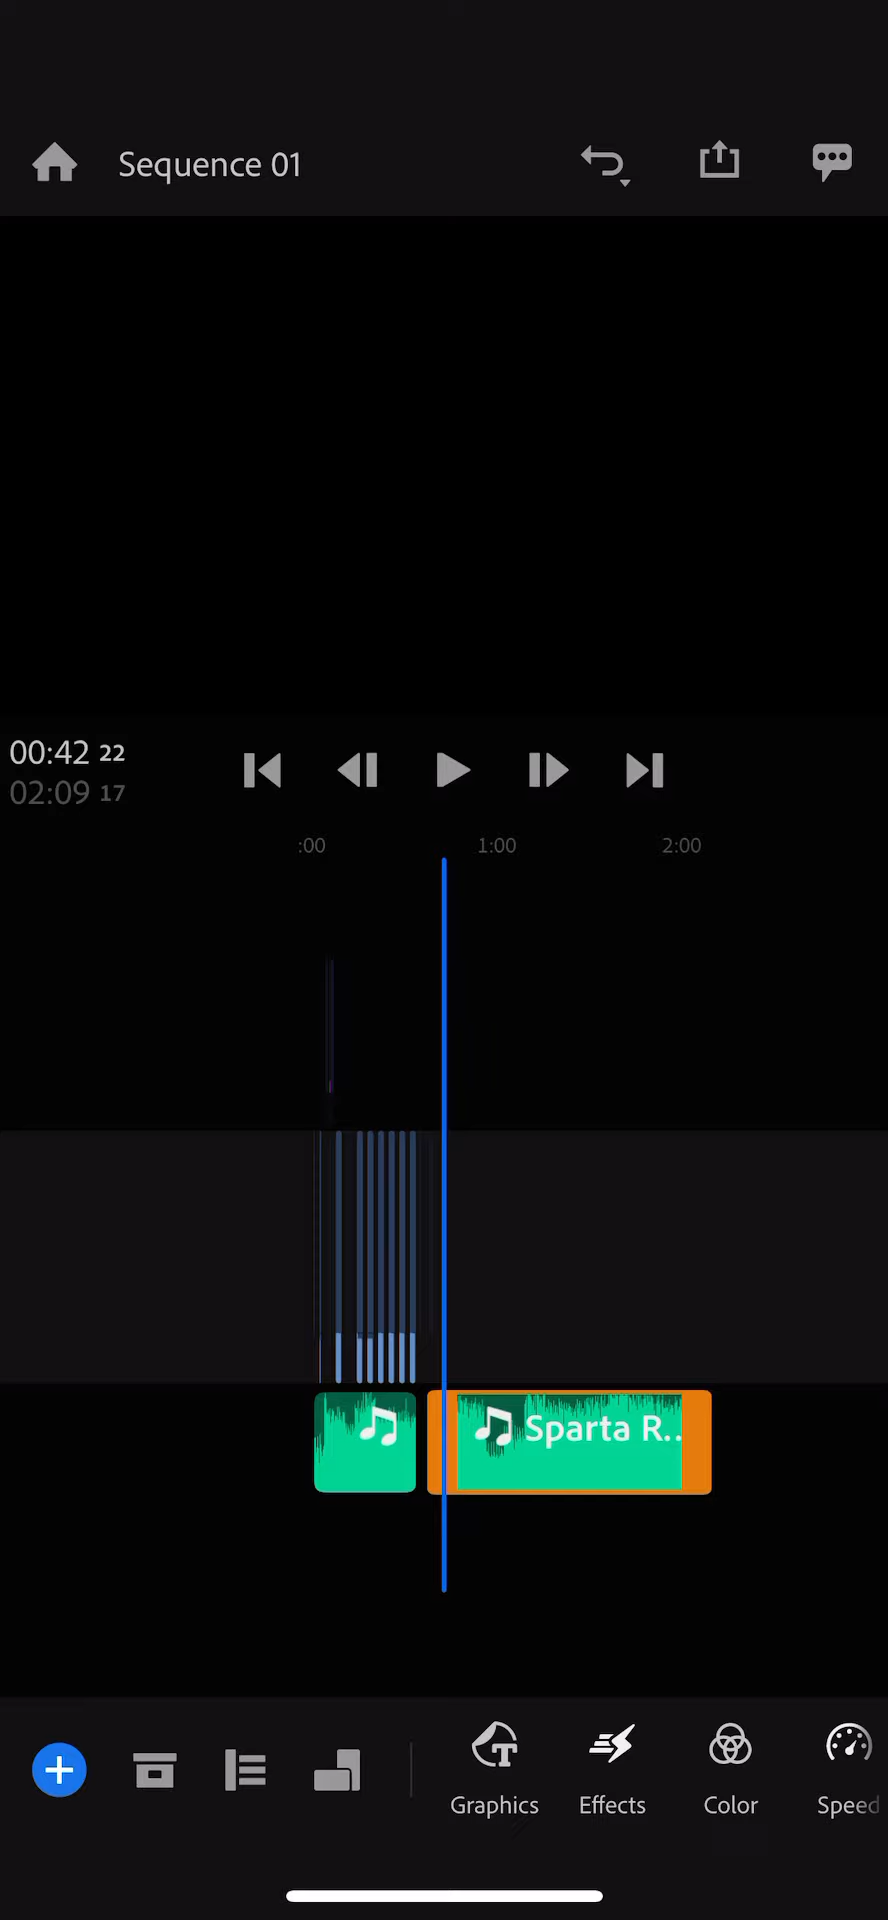 Sequence 01
00:42 22
02:09 17
:00 1:00 2:00
Sparta R..
Graphics Effects Color Speed